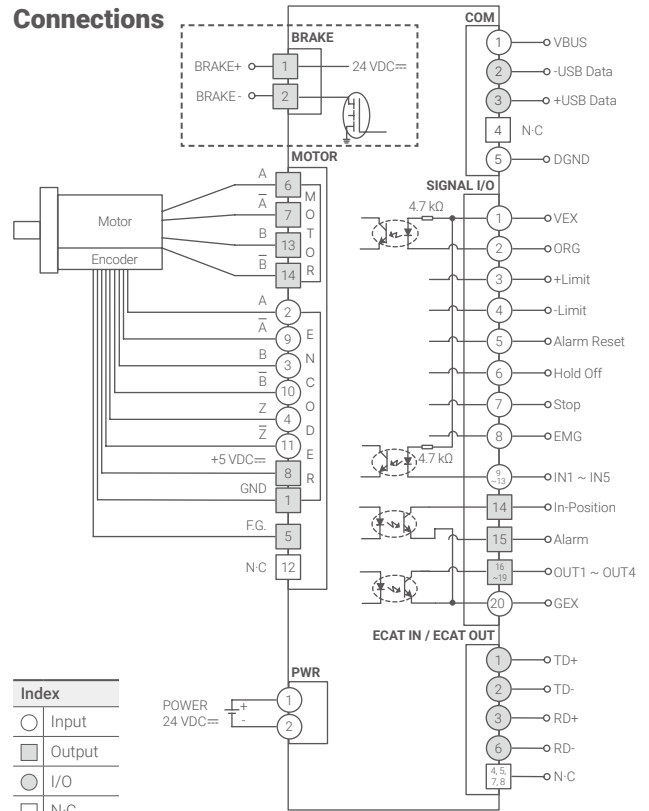 Connections
BRAKE
BRAKE+
1
24 VDC⎓
BRAKE-
2
MOTOR
A
6
A̅
7
B
13
B̅
14
MOTOR
Motor
Encoder
A
2
A̅
9
B
3
B̅
10
Z
4
Z̅
11
+5 VDC⎓
8
GND
1
ENCODER
F.G.
5
N·C
12
PWR
POWER
24 VDC⎓
+
-
1
2
COM
1
VBUS
2
-USB Data
3
+USB Data
4
N·C
5
DGND
SIGNAL I/O
4.7 kΩ
1
VEX
2
ORG
3
+Limit
4
-Limit
5
Alarm Reset
6
Hold Off
7
Stop
8
EMG
4.7 kΩ
9
~13
IN1 ~ IN5
14
In-Position
15
Alarm
16
~19
OUT1 ~ OUT4
20
GEX
ECAT IN / ECAT OUT
1
TD+
2
TD-
3
RD+
6
RD-
4, 5,
7, 8
N·C
Index
Input
Output
I/O
N·C